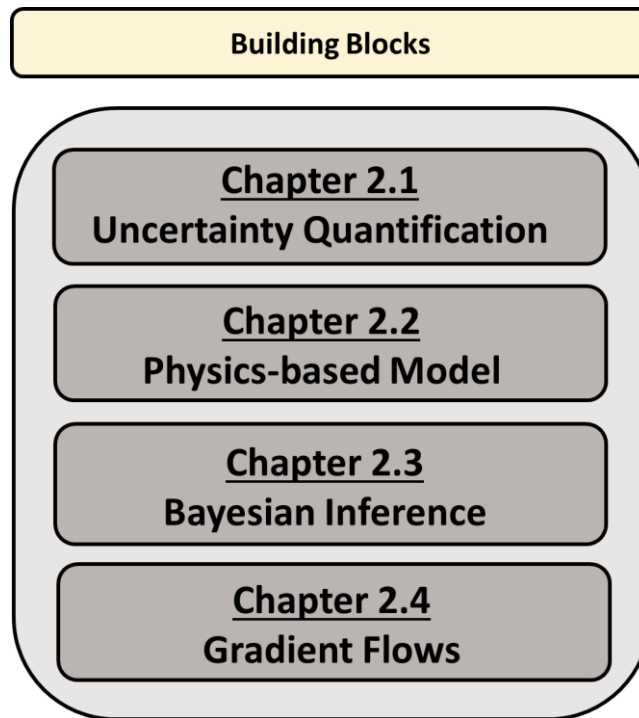 Building Blocks
Chapter 2.1
Uncertainty Quantification
Chapter 2.2
Physics-based Model
Chapter 2.3
Bayesian Inference
Chapter 2.4
Gradient Flows